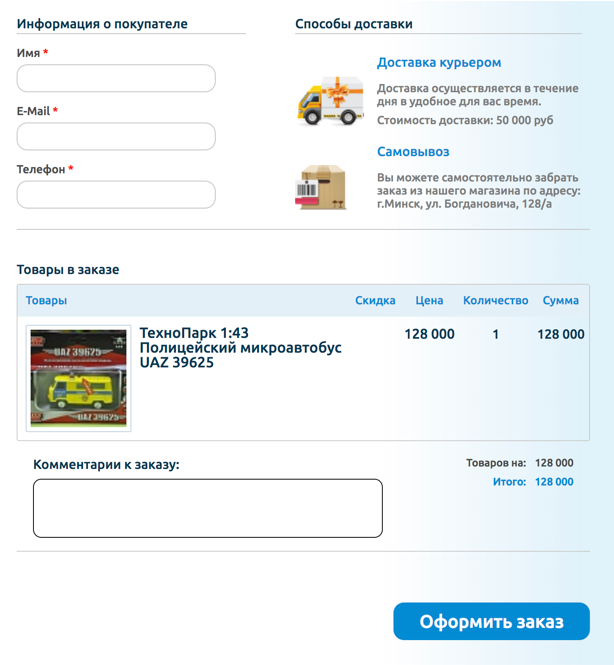 Информация о покупателе
Имя *
E-Mail *
Телефон *
Способы доставки
Доставка курьером
Доставка осуществляется в течение
дня в удобное для вас время.
Стоимость доставки: 50 000 руб
Самовывоз
Вы можете самостоятельно забрать
заказ из нашего магазина по адресу:
г.Минск, ул. Богдановича, 128/а
Товары в заказе
Товары Скидка Цена Количество Сумма
UAZ 39625
UAZ 39625
ТехноПарк 1:43
Полицейский микроавтобус
UAZ 39625
128 000 1 128 000
Комментарии к заказу:
Товаров на: 128 000
Итого: 128 000
Оформить заказ